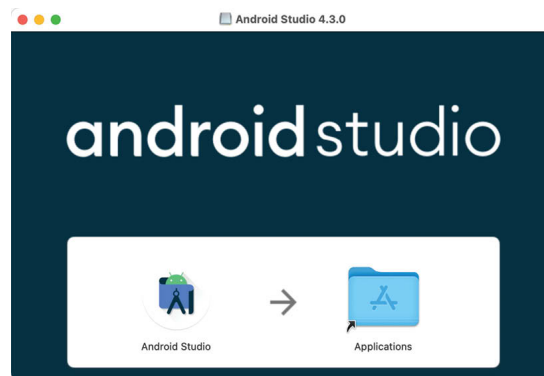 Android Studio 4.3.0
android studio
Android Studio
Applications